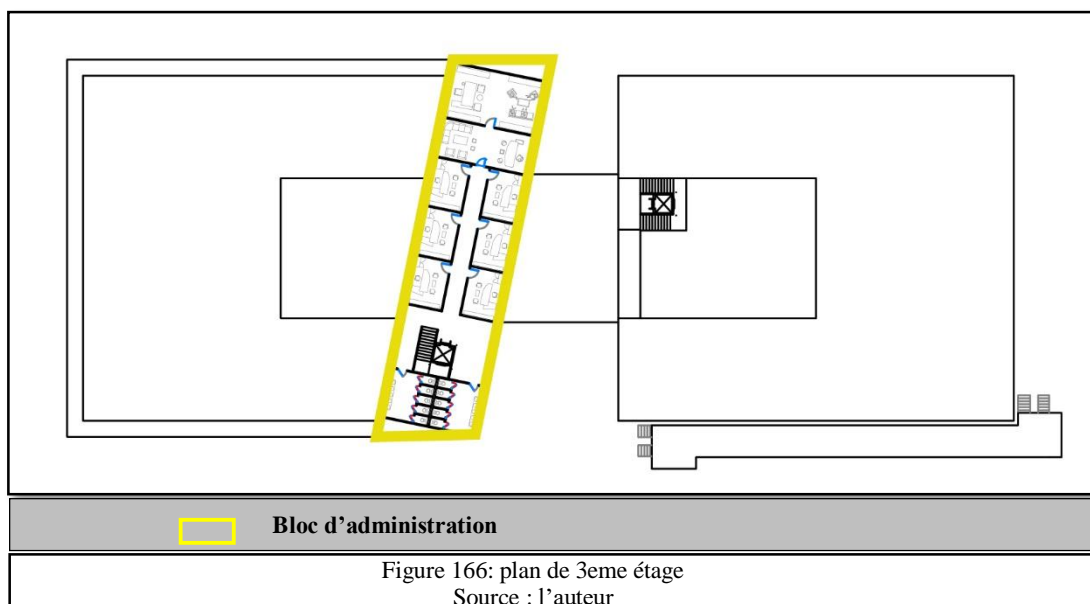 Bloc d’administration
Figure 166: plan de 3eme étage
Source : l’auteur